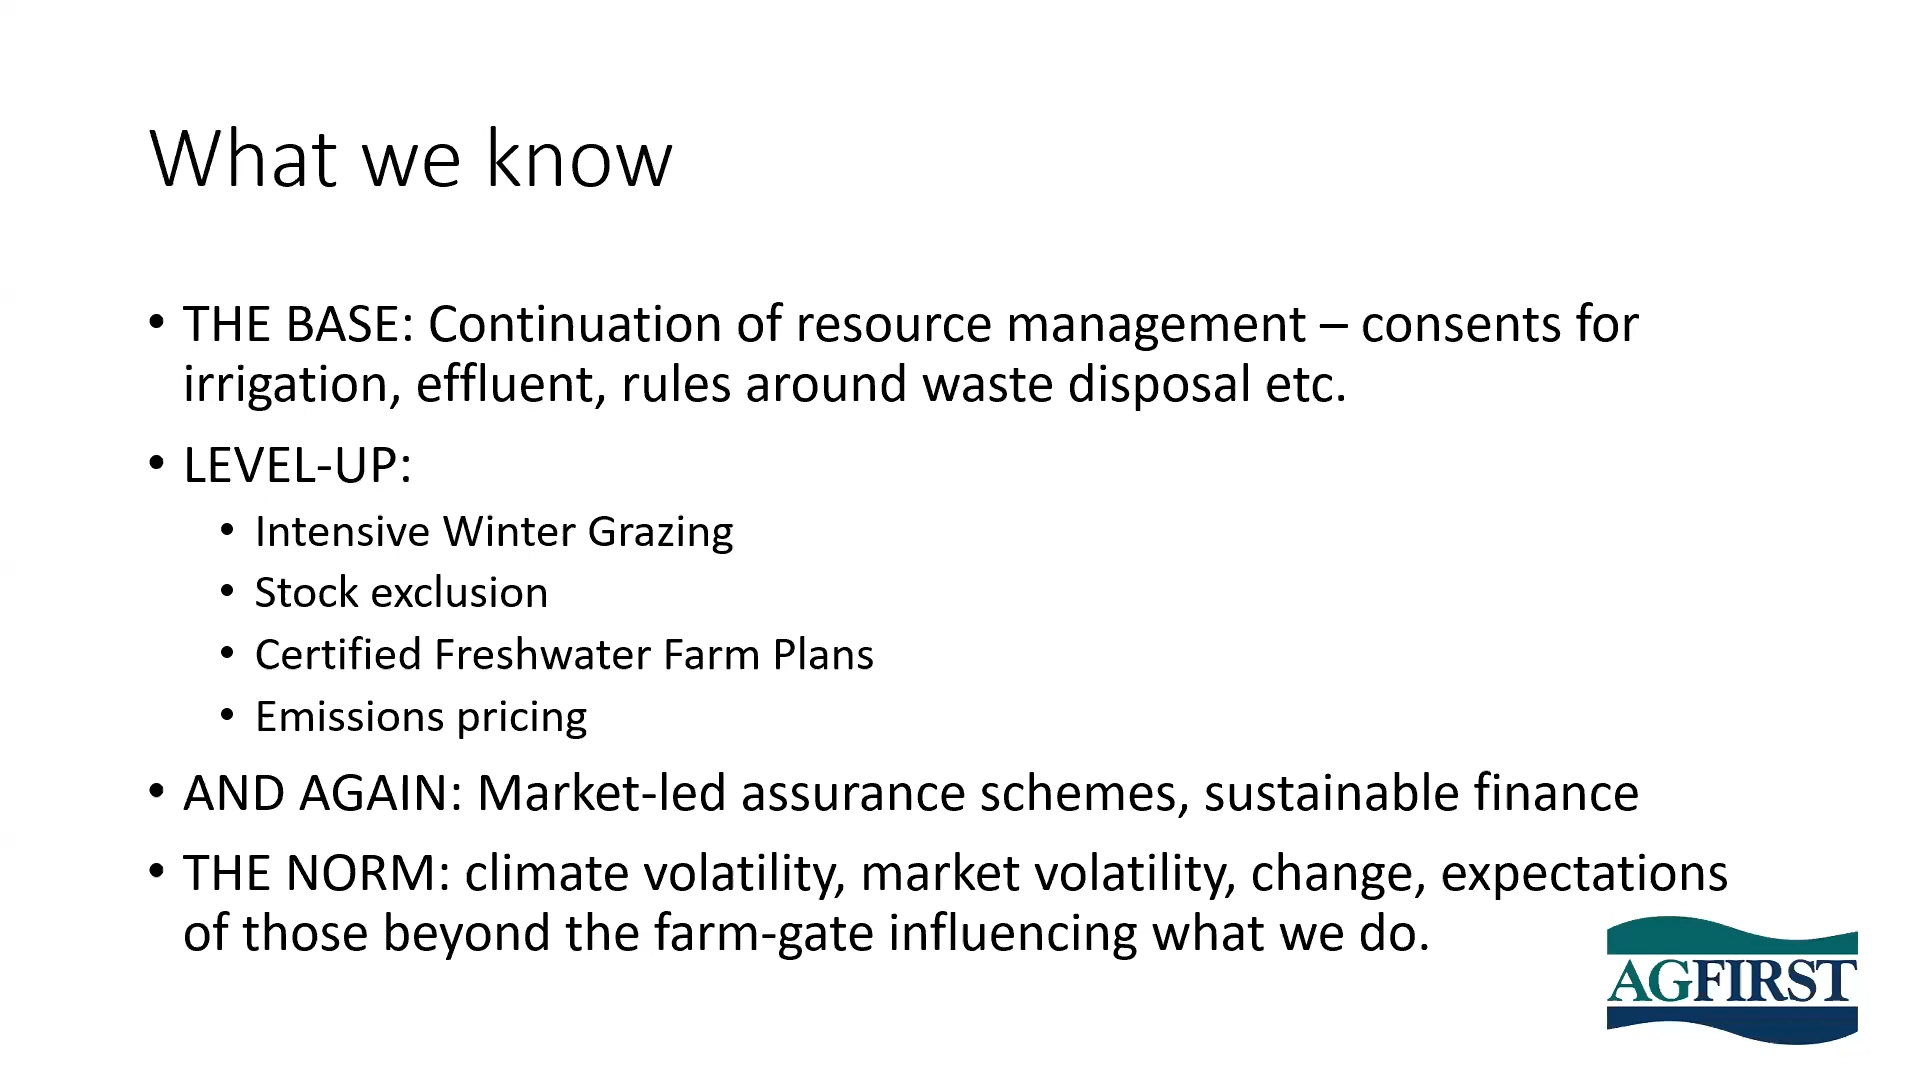 What we know
• THE BASE: Continuation of resource management – consents for
irrigation, effluent, rules around waste disposal etc.
• LEVEL-UP:
• Intensive Winter Grazing
• Stock exclusion
• Certified Freshwater Farm Plans
• Emissions pricing
• AND AGAIN: Market-led assurance schemes, sustainable finance
• THE NORM: climate volatility, market volatility, change, expectations
of those beyond the farm-gate influencing what we do.
AGFIRST